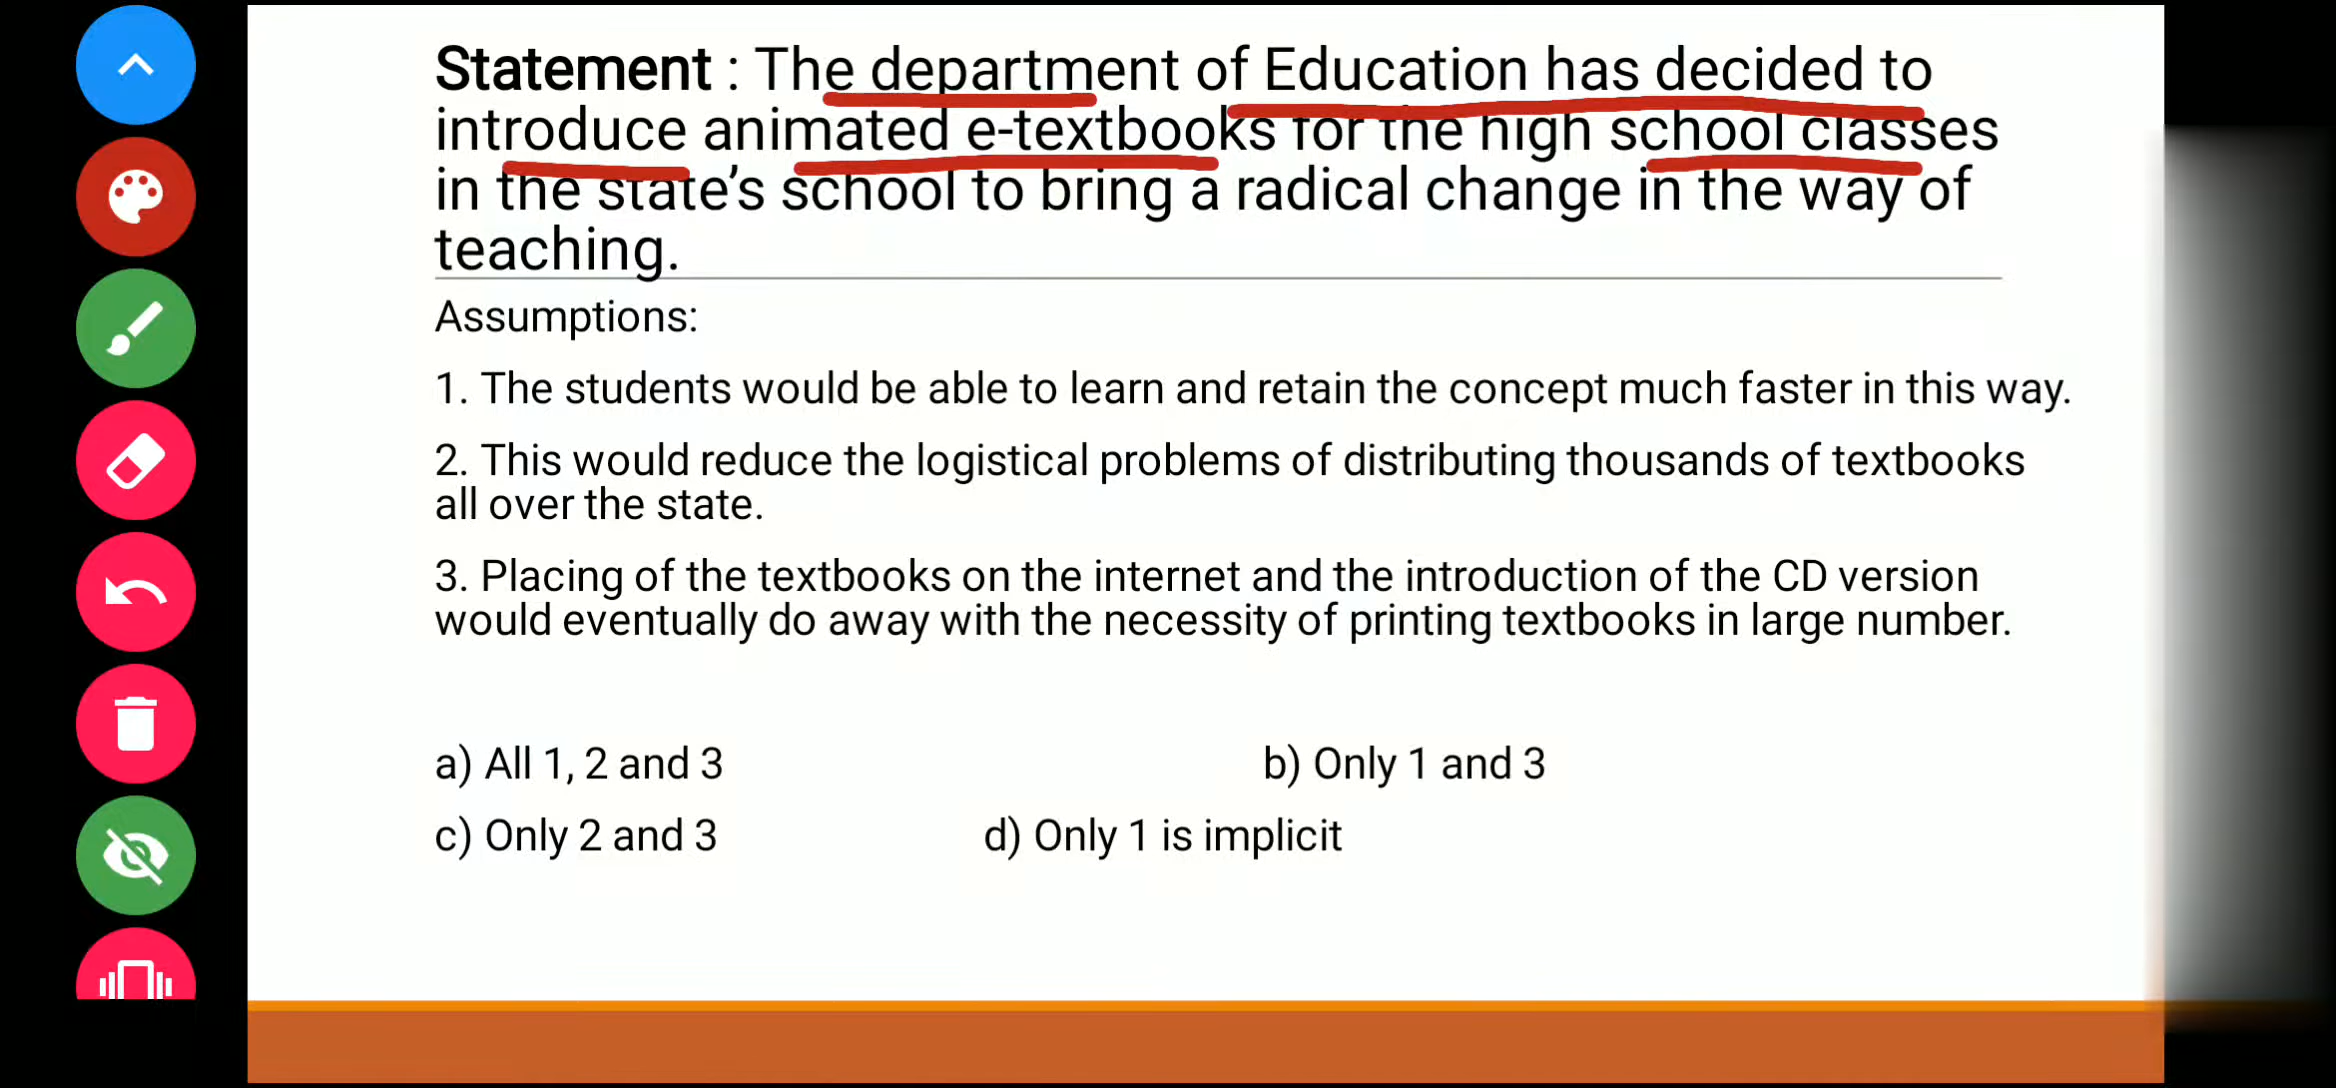 Statement : The department of Education has decided to
introduce animated e-textbooks for the high school classes
in the state’s school to bring a radical change in the way of
teaching.
Assumptions:
1. The students would be able to learn and retain the concept much faster in this way.
2. This would reduce the logistical problems of distributing thousands of textbooks
all over the state.
3. Placing of the textbooks on the internet and the introduction of the CD version
would eventually do away with the necessity of printing textbooks in large number.
a) All 1, 2 and 3 b) Only 1 and 3
c) Only 2 and 3 d) Only 1 is implicit